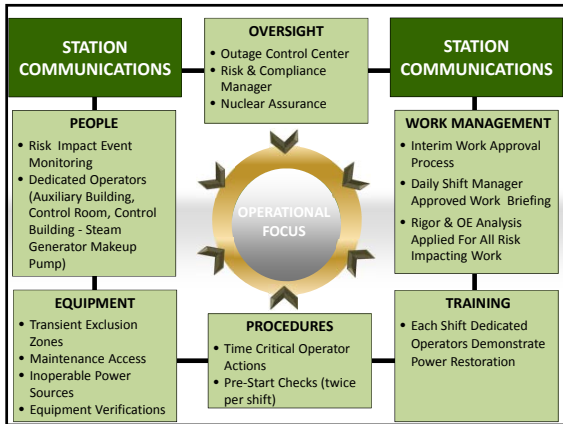 STATION
COMMUNICATIONS
OVERSIGHT
• Outage Control Center
• Risk & Compliance
Manager
• Nuclear Assurance
STATION
COMMUNICATIONS
PEOPLE
• Risk Impact Event
Monitoring
• Dedicated Operators
(Auxiliary Building,
Control Room, Control
Building - Steam
Generator Makeup
Pump)
OPERATIONAL
FOCUS
WORK MANAGEMENT
• Interim Work Approval
Process
• Daily Shift Manager
Approved Work Briefing
• Rigor & OE Analysis
Applied For All Risk
Impacting Work
EQUIPMENT
• Transient Exclusion
Zones
• Maintenance Access
• Inoperable Power
Sources
• Equipment Verifications
PROCEDURES
• Time Critical Operator
Actions
• Pre-Start Checks (twice
per shift)
TRAINING
• Each Shift Dedicated
Operators Demonstrate
Power Restoration